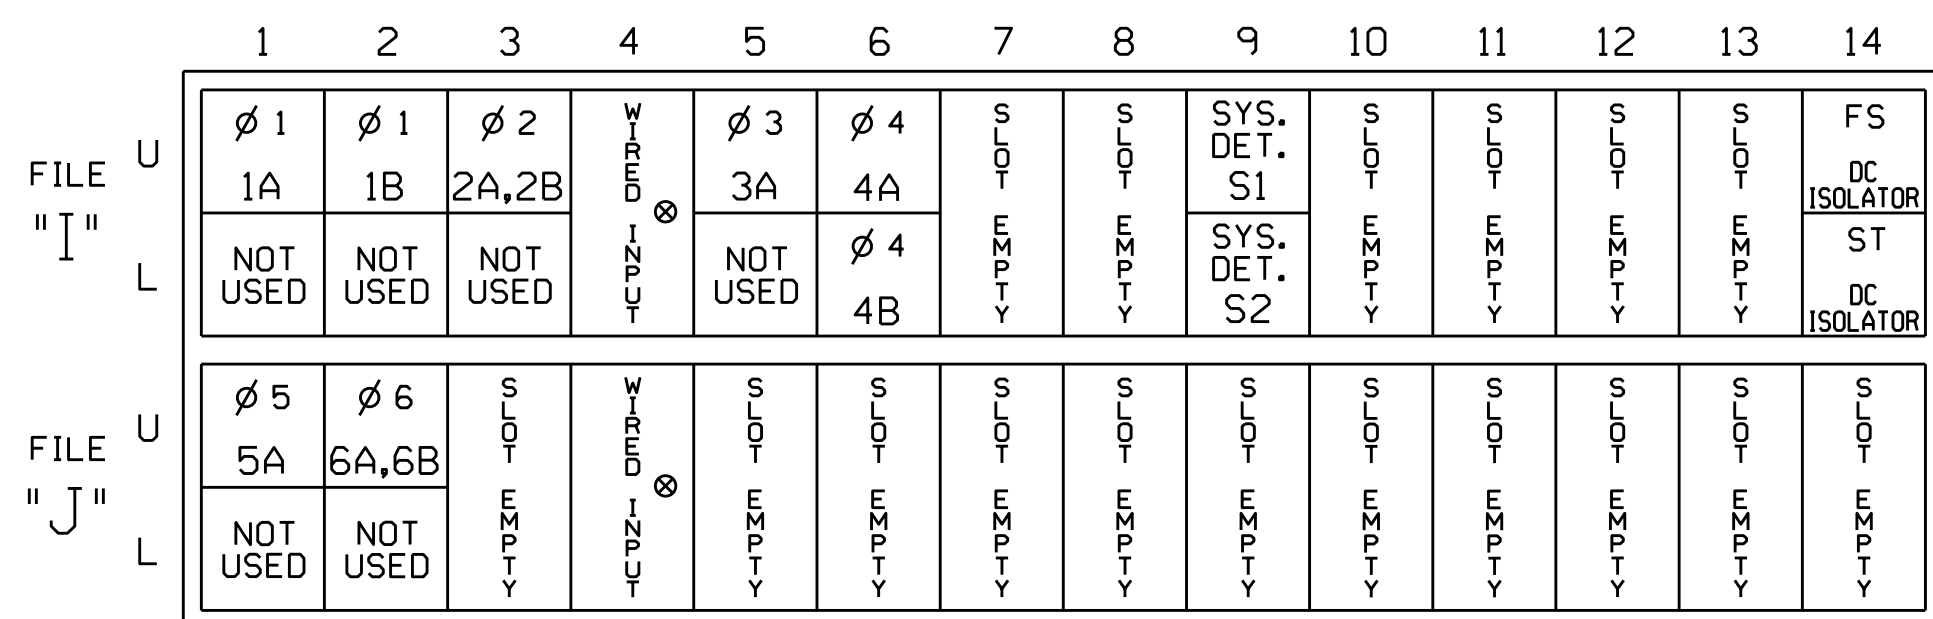 1 2 3 4 5 6 7 8 9 10 11 12 13 14
FILE
"I"
U
L
Ø 1
1A
NOT
USED
Ø 1
1B
NOT
USED
Ø 2
2A,2B
NOT
USED
WIRED INPUT
Ø 3
3A
NOT
USED
Ø 4
4A
Ø 4
4B
SLOT EMPTY
SLOT EMPTY
SYS.
DET.
S1
SYS.
DET.
S2
SLOT EMPTY
SLOT EMPTY
SLOT EMPTY
SLOT EMPTY
FS
DC
ISOLATOR
ST
DC
ISOLATOR
FILE
"J"
U
L
Ø 5
5A
NOT
USED
Ø 6
6A,6B
NOT
USED
SLOT EMPTY
WIRED INPUT
SLOT EMPTY
SLOT EMPTY
SLOT EMPTY
SLOT EMPTY
SLOT EMPTY
SLOT EMPTY
SLOT EMPTY
SLOT EMPTY
SLOT EMPTY
SLOT EMPTY